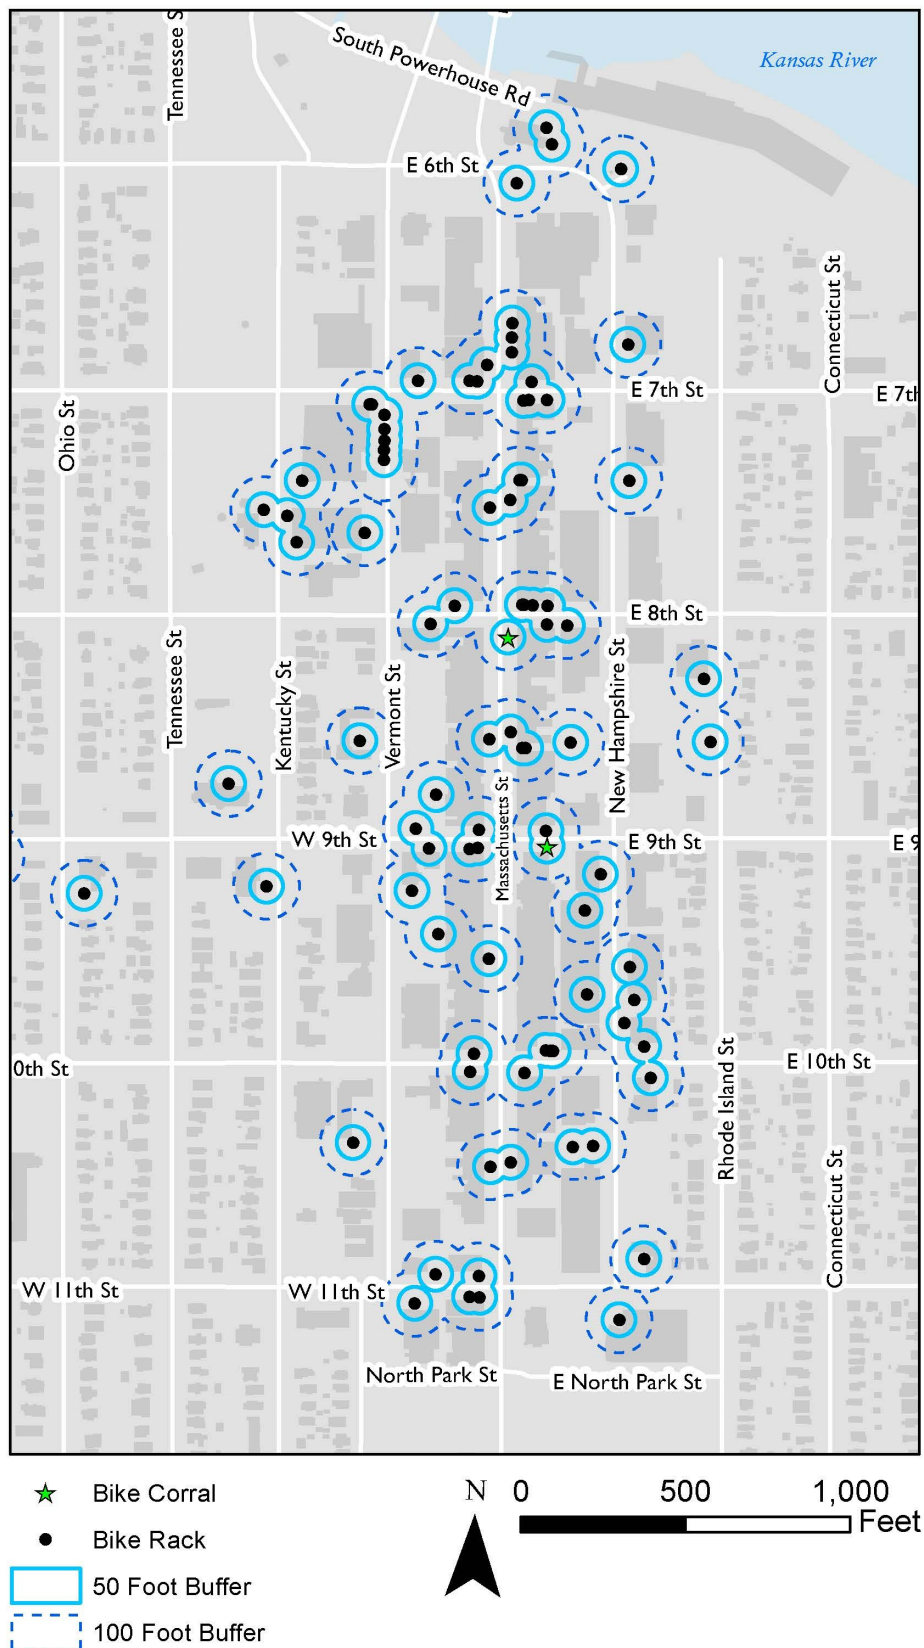 Tennessee S
South Powerhouse Rd
Kansas River
E 6th St
Connecticut St
E 7th St
E 7th
Ohio St
E 8th St
Tennessee St
Kentucky St
Vermont St
New Hampshire St
Massachusetts St
W 9th St
E 9th St
E 9
0th St
E 10th St
Rhode Island St
Connecticut St
W 11th St
W 11th St
North Park St
E North Park St
Bike Corral
Bike Rack
50 Foot Buffer
100 Foot Buffer
N
0 500 1,000
Feet